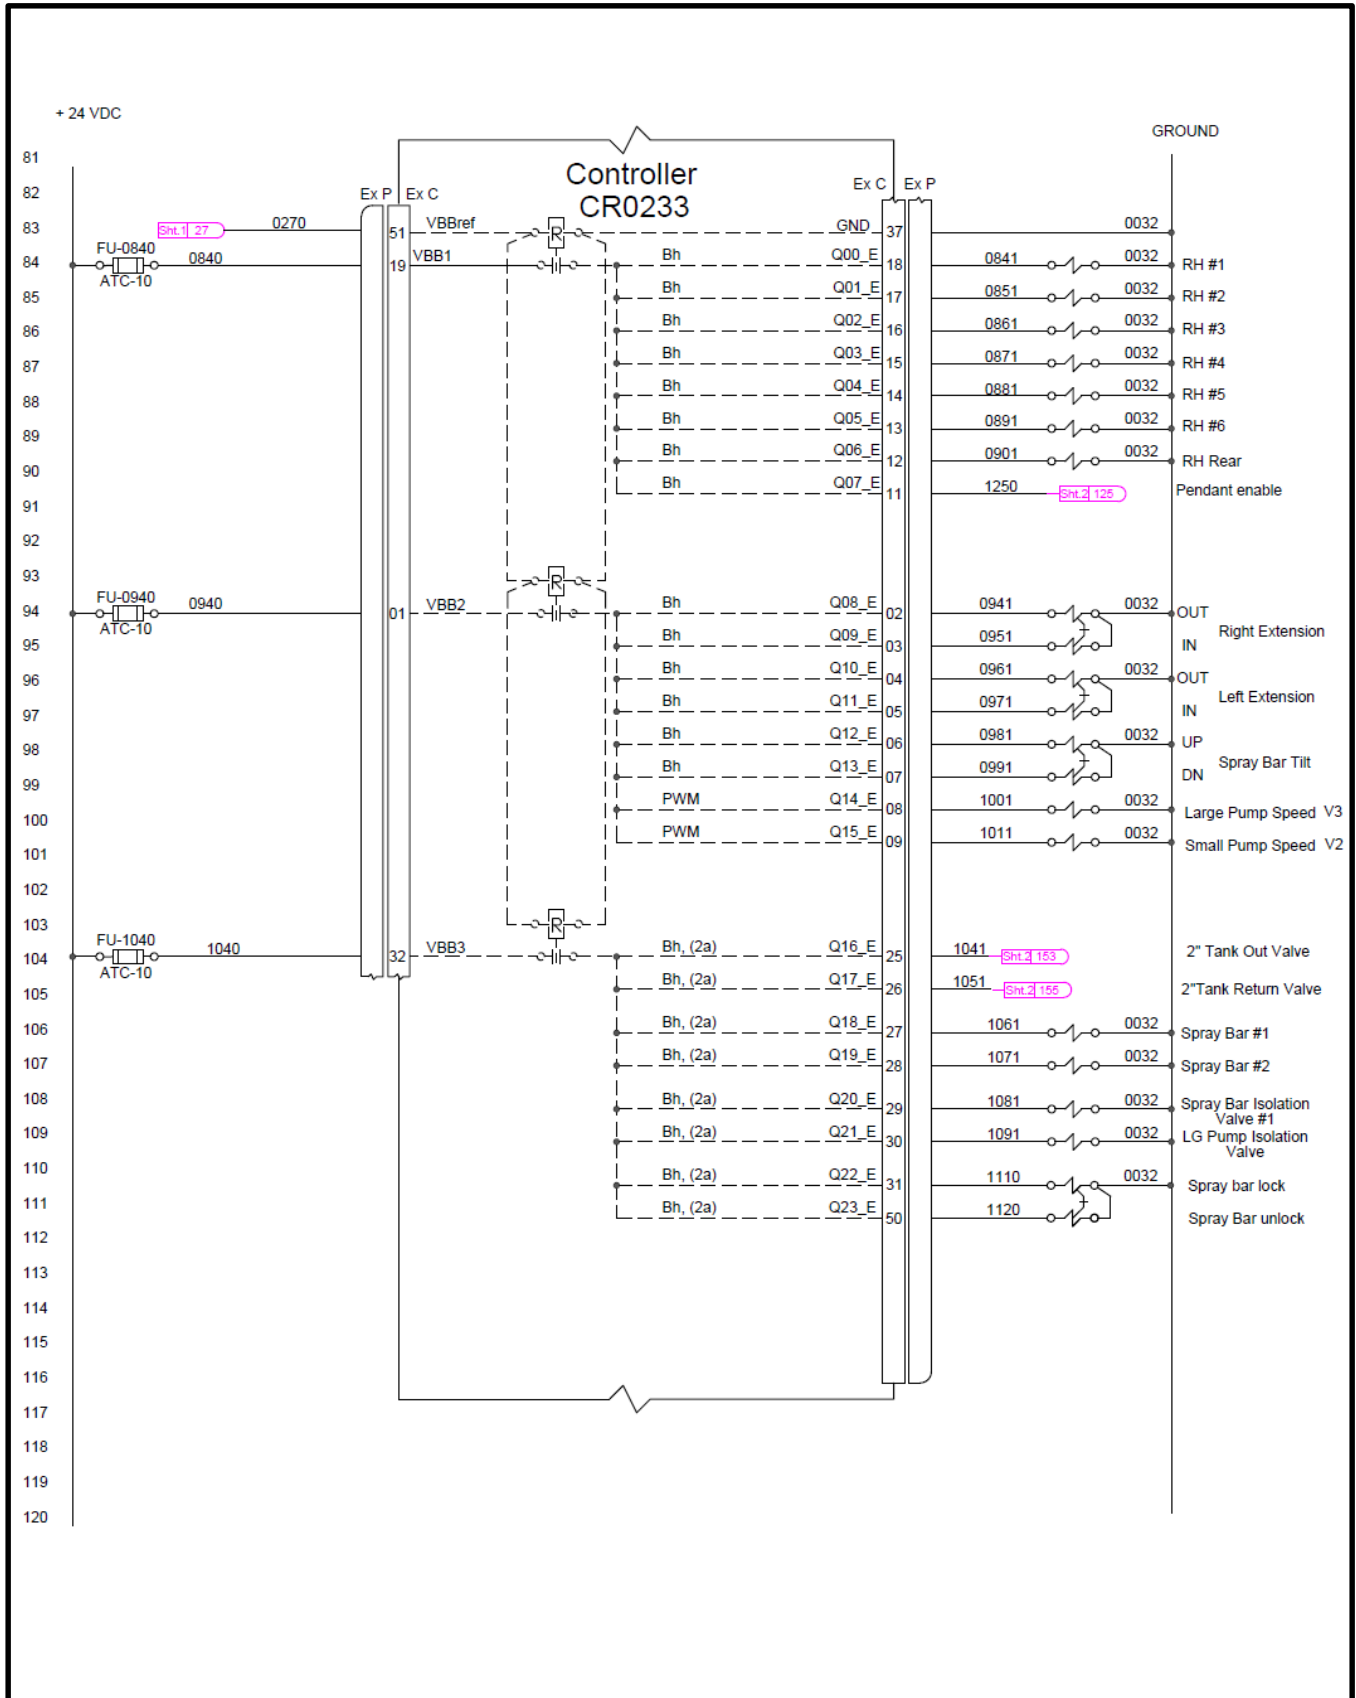 + 24 VDC
GROUND
81
Controller
82 Ex P Ex C CR0233 Ex C Ex P
83 Sht.1 27 0270 51 VBBref R GND 37 0032
FU-0840
84 0840 19 VBB1 Bh Q00_E 18 0841 0032 RH #1
ATC-10
85 Bh Q01_E 17 0851 0032 RH #2
86 Bh Q02_E 16 0861 0032 RH #3
87 Bh Q03_E 15 0871 0032 RH #4
88 Bh Q04_E 14 0881 0032 RH #5
89 Bh Q05_E 13 0891 0032 RH #6
90 Bh Q06_E 12 0901 0032 RH Rear
91 Bh Q07_E 11 1250 Sht.2 125 Pendant enable
92
93 R
FU-0940
94 0940 01 VBB2 Bh Q08_E 02 0941 0032 OUT
ATC-10
Right Extension
95 Bh Q09_E 03 0951 IN
96 Bh Q10_E 04 0961 0032 OUT
Left Extension
97 Bh Q11_E 05 0971 IN
98 Bh Q12_E 06 0981 0032 UP
Spray Bar Tilt
99 Bh Q13_E 07 0991 DN
100 PWM Q14_E 08 1001 0032 Large Pump Speed V3
101 PWM Q15_E 09 1011 0032 Small Pump Speed V2
102
103 R
FU-1040
104 1040 32 VBB3 Bh, (2a) Q16_E 25 1041 Sht.2 153 2" Tank Out Valve
ATC-10
105 Bh, (2a) Q17_E 26 1051 Sht.2 155 2"Tank Return Valve
106 Bh, (2a) Q18_E 27 1061 0032 Spray Bar #1
107 Bh, (2a) Q19_E 28 1071 0032 Spray Bar #2
108 Bh, (2a) Q20_E 29 1081 0032 Spray Bar Isolation
Valve #1
109 Bh, (2a) Q21_E 30 1091 0032 LG Pump Isolation
Valve
110 Bh, (2a) Q22_E 31 1110 0032 Spray bar lock
111 Bh, (2a) Q23_E 50 1120 Spray Bar unlock
112
113
114
115
116
117
118
119
120